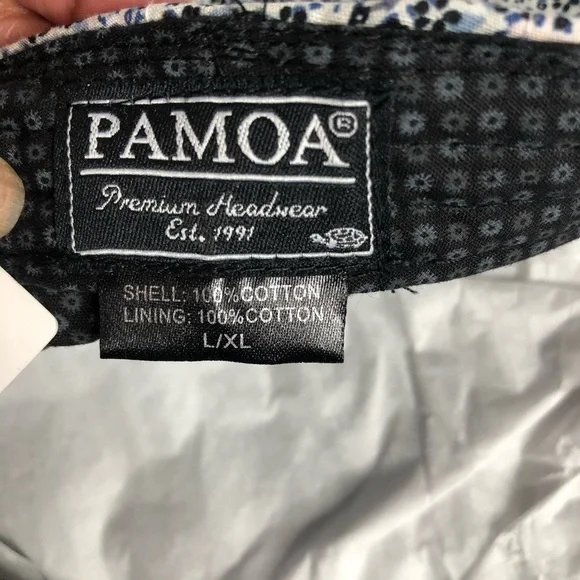 PAMOA®
Premium Headwear
Est. 1991
SHELL: 100%COTTON
LINING: 100%COTTON
L/XL